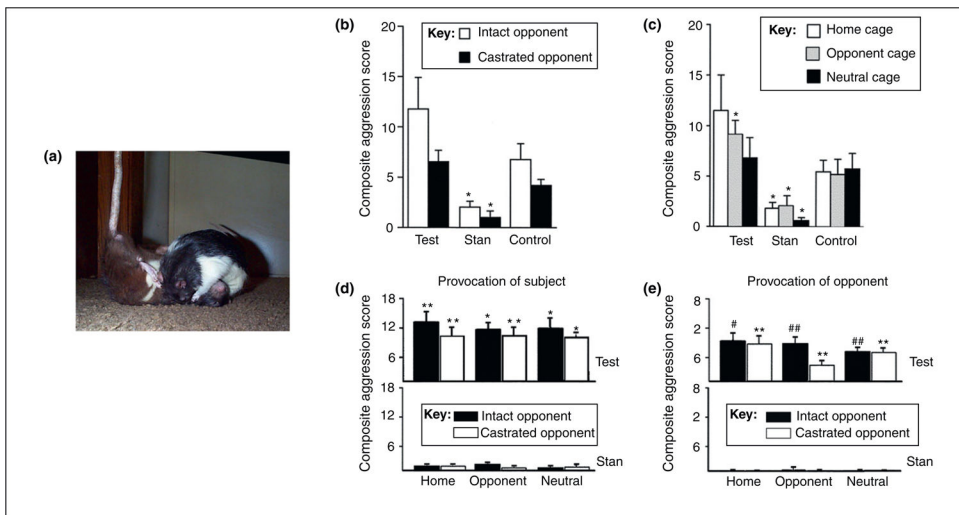 (a)
(b)
Key: Intact opponent
Castrated opponent
Composite aggression score
20
15
10
5
0
* *
Test Stan Control
(c)
Key: Home cage
Opponent cage
Neutral cage
Composite aggression score
20
15
10
5
0
* * * *
Test Stan Control
(d)
Provocation of subject
Composite aggression score
18
12
6
** ** * ** * *
Test
18
12
6
Key: Intact opponent
Castrated opponent
Stan
Home Opponent Neutral
(e)
Provocation of opponent
Composite aggression score
8
2
6
# ** ## ** ## **
Test
8
2
6
Key: Intact opponent
Castrated opponent
Stan
Home Opponent Neutral